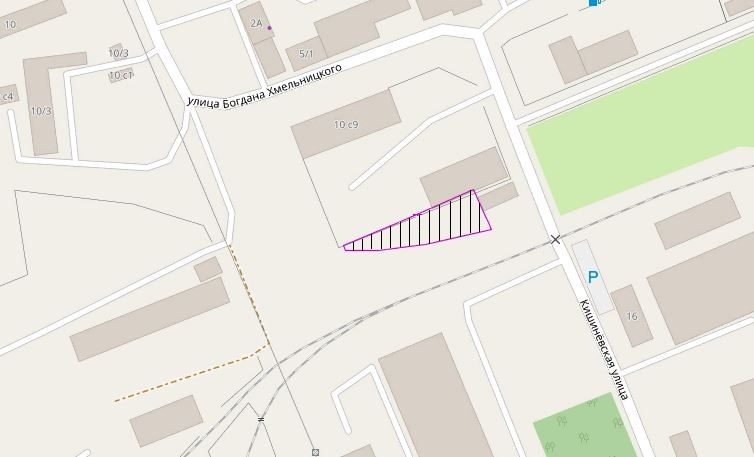 10
2А
5/1
10/3
10 с1
с4
10/3
улица Богдана Хмельницкого
10 с9
P
16
Кишинёвская улица